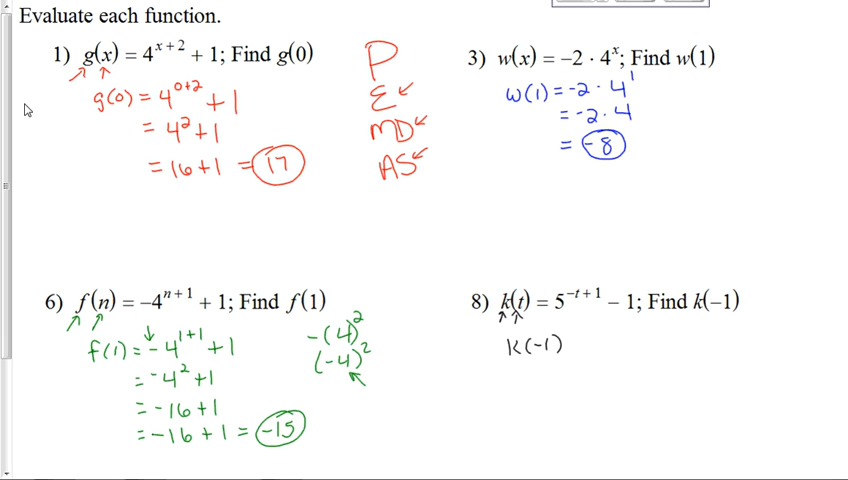 Evaluate each function.
1) g(x) = 4^{x + 2} + 1; Find g(0)
g(0) = 4^{0+2} + 1
= 4^2 + 1
= 16 + 1 = 17
P
E
MD
AS
3) w(x) = −2 · 4^x; Find w(1)
w(1) = -2 · 4^1
= -2 · 4
= -8
6) f(n) = −4^{n + 1} + 1; Find f(1)
f(1) = -4^{1+1} + 1
= -4^2 + 1
= -16 + 1
= -16 + 1 = -15
-(4)^2
(-4)^2
8) k(t) = 5^{−t + 1} − 1; Find k(−1)
k(-1)